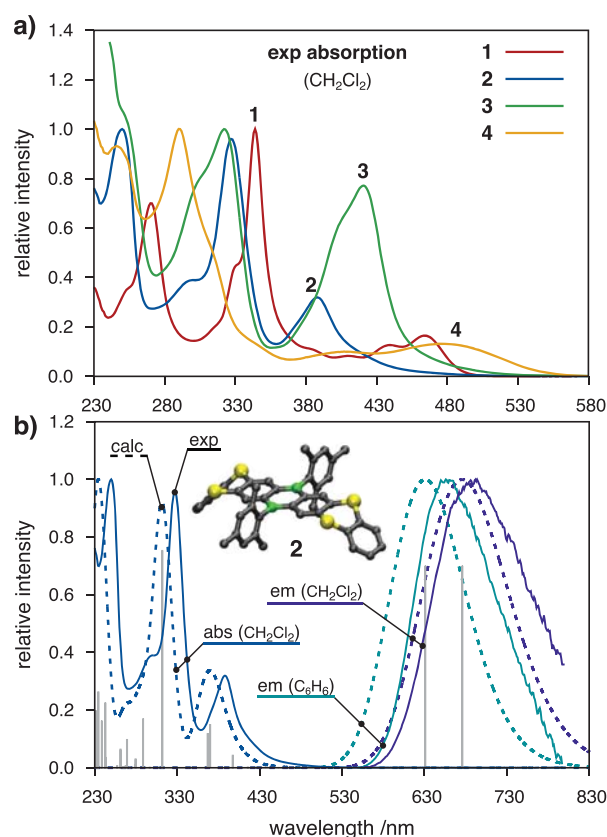 a)
1.4
1.2
1.0
0.8
0.6
0.4
0.2
0.0
relative intensity
exp absorption
(CH₂Cl₂)
1
2
3
4
1
2
3
4
230 280 330 380 430 480 530 580
b)
1.2
1.0
0.8
0.6
0.4
0.2
0.0
relative intensity
calc
exp
2
em (CH₂Cl₂)
abs (CH₂Cl₂)
em (C₆H₆)
230 330 430 530 630 730 830
wavelength /nm